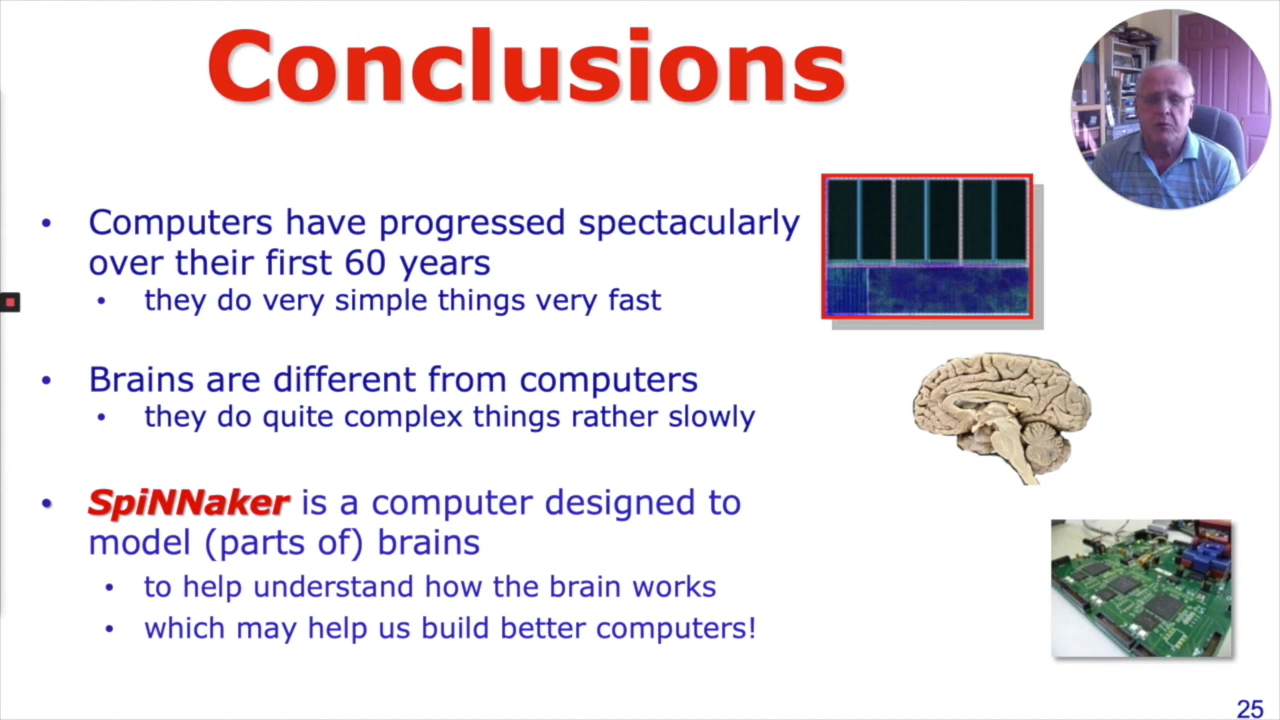 Conclusions
• Computers have progressed spectacularly
over their first 60 years
• they do very simple things very fast
• Brains are different from computers
• they do quite complex things rather slowly
• SpiNNaker is a computer designed to
model (parts of) brains
• to help understand how the brain works
• which may help us build better computers!
25